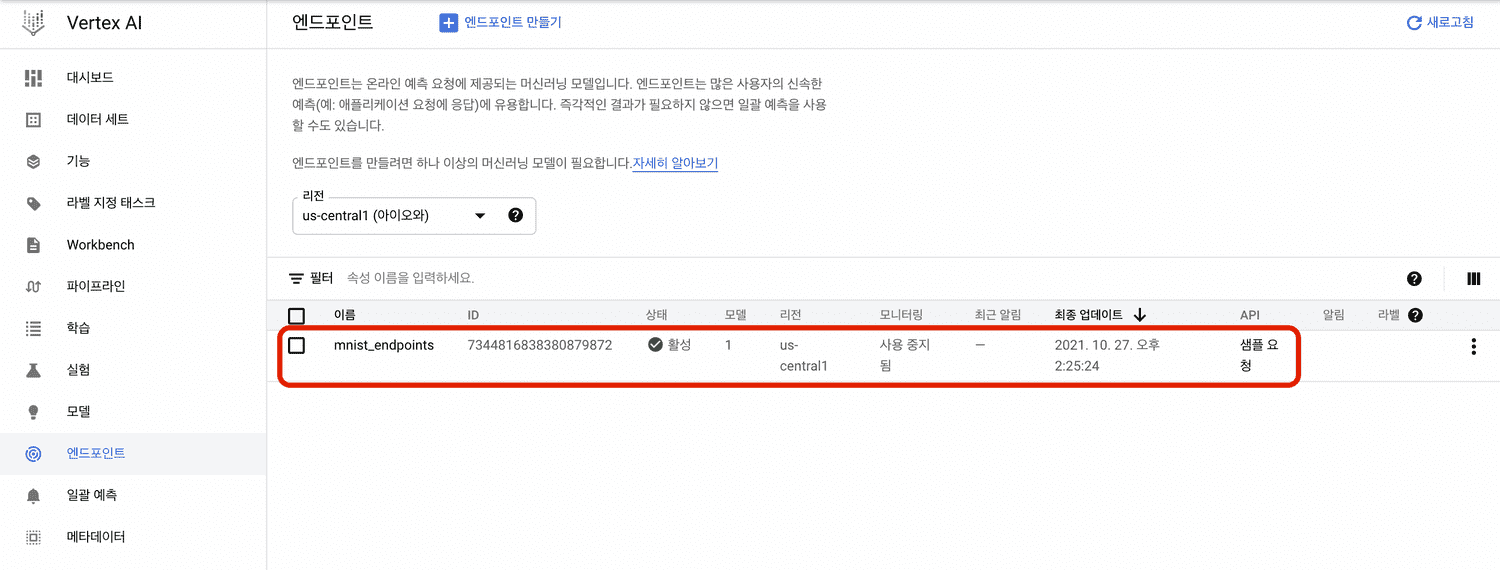 Vertex AI
대시보드
데이터 세트
기능
라벨 지정 태스크
Workbench
파이프라인
학습
실험
모델
엔드포인트
일괄 예측
메타데이터
엔드포인트
엔드포인트 만들기
새로고침
엔드포인트는 온라인 예측 요청에 제공되는 머신러닝 모델입니다. 엔드포인트는 많은 사용자의 신속한
예측(예: 애플리케이션 요청에 응답)에 유용합니다. 즉각적인 결과가 필요하지 않으면 일괄 예측을 사용
할 수도 있습니다.
엔드포인트를 만들려면 하나 이상의 머신러닝 모델이 필요합니다.자세히 알아보기
리전
us-central1 (아이오와)
필터 속성 이름을 입력하세요.
이름 ID 상태 모델 리전 모니터링 최근 알림 최종 업데이트 API 알림 라벨
mnist_endpoints 7344816838380879872 활성 1 us- 사용 중지 — 2021. 10. 27. 오후 샘플 요
central1 됨 2:25:24 청